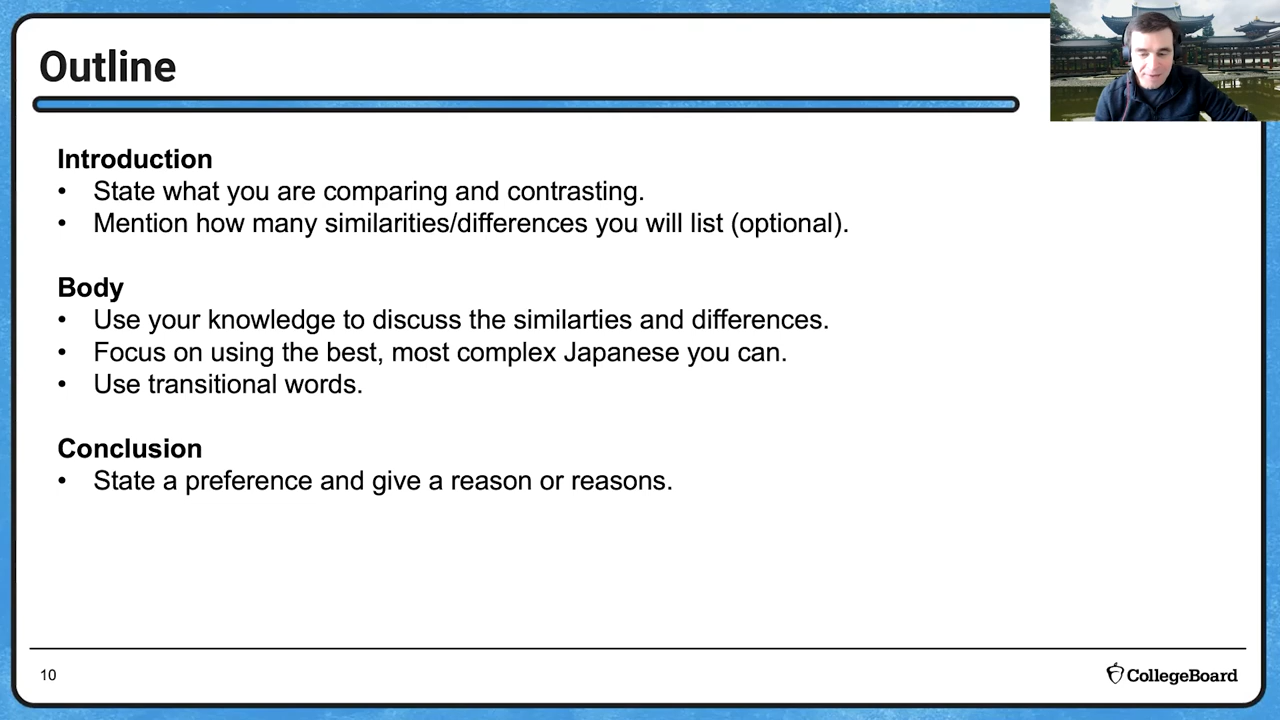 Outline
Introduction
• State what you are comparing and contrasting.
• Mention how many similarities/differences you will list (optional).
Body
• Use your knowledge to discuss the similarties and differences.
• Focus on using the best, most complex Japanese you can.
• Use transitional words.
Conclusion
• State a preference and give a reason or reasons.
10
CollegeBoard